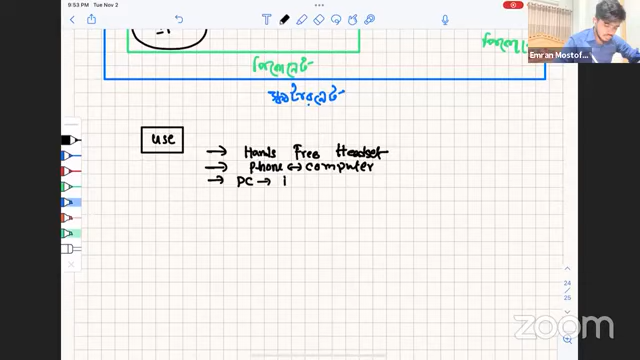 9:53 PM Tue Nov 2
-1
পিকোনেট
স্ক্যাটারনেট
Emran Mostof...
use
→ Hands Free Headset
→ Phone ↔ computer
→ PC → i
24
/
25
zoom